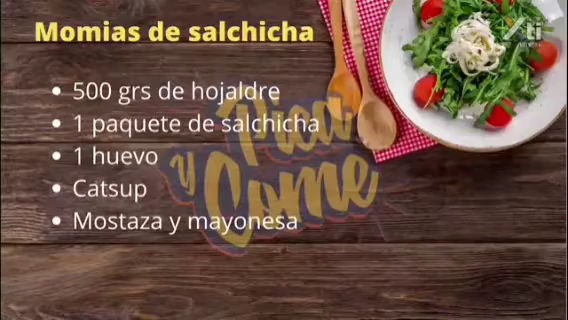 Momias de salchicha
• 500 grs de hojaldre
• 1 paquete de salchicha
• 1 huevo
• Catsup
• Mostaza y mayonesa
Pica
y
Come